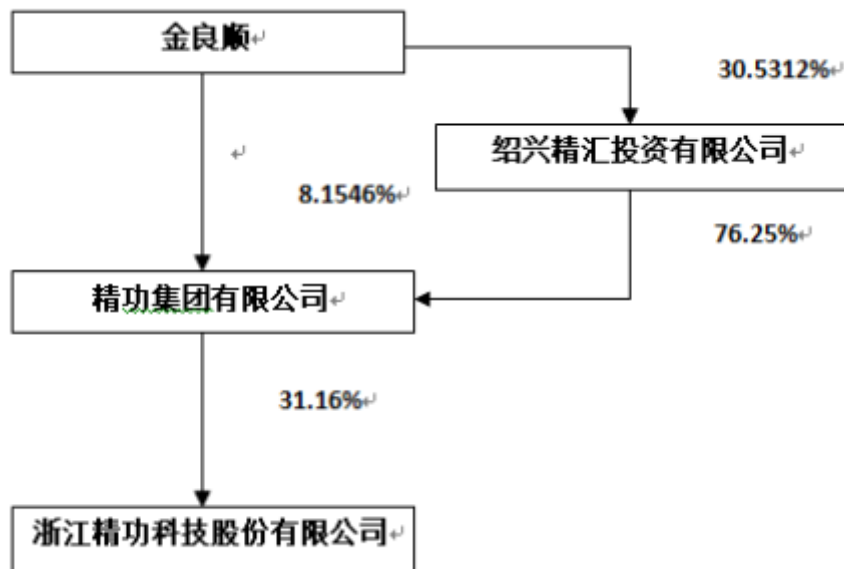 金良顺
30.5312%
绍兴精汇投资有限公司
8.1546%
76.25%
精功集团有限公司
31.16%
浙江精功科技股份有限公司